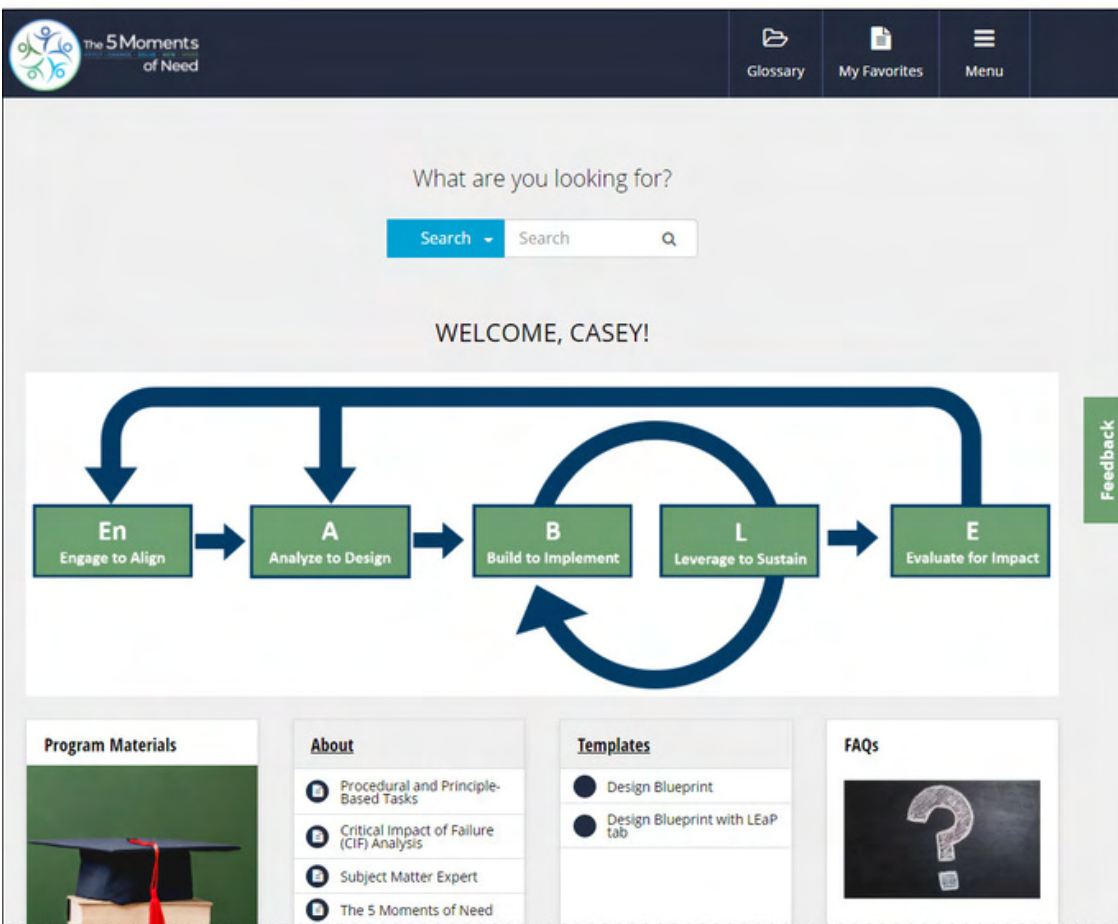 The 5 Moments
of Need
Glossary
My Favorites
Menu
What are you looking for?
Search
Search
WELCOME, CASEY!
Feedback
En
Engage to Align
A
Analyze to Design
B
Build to Implement
L
Leverage to Sustain
E
Evaluate for Impact
Program Materials
About
Procedural and Principle-
Based Tasks
Critical Impact of Failure
(CIF) Analysis
Subject Matter Expert
The 5 Moments of Need
Templates
Design Blueprint
Design Blueprint with LEaP
tab
FAQs
?